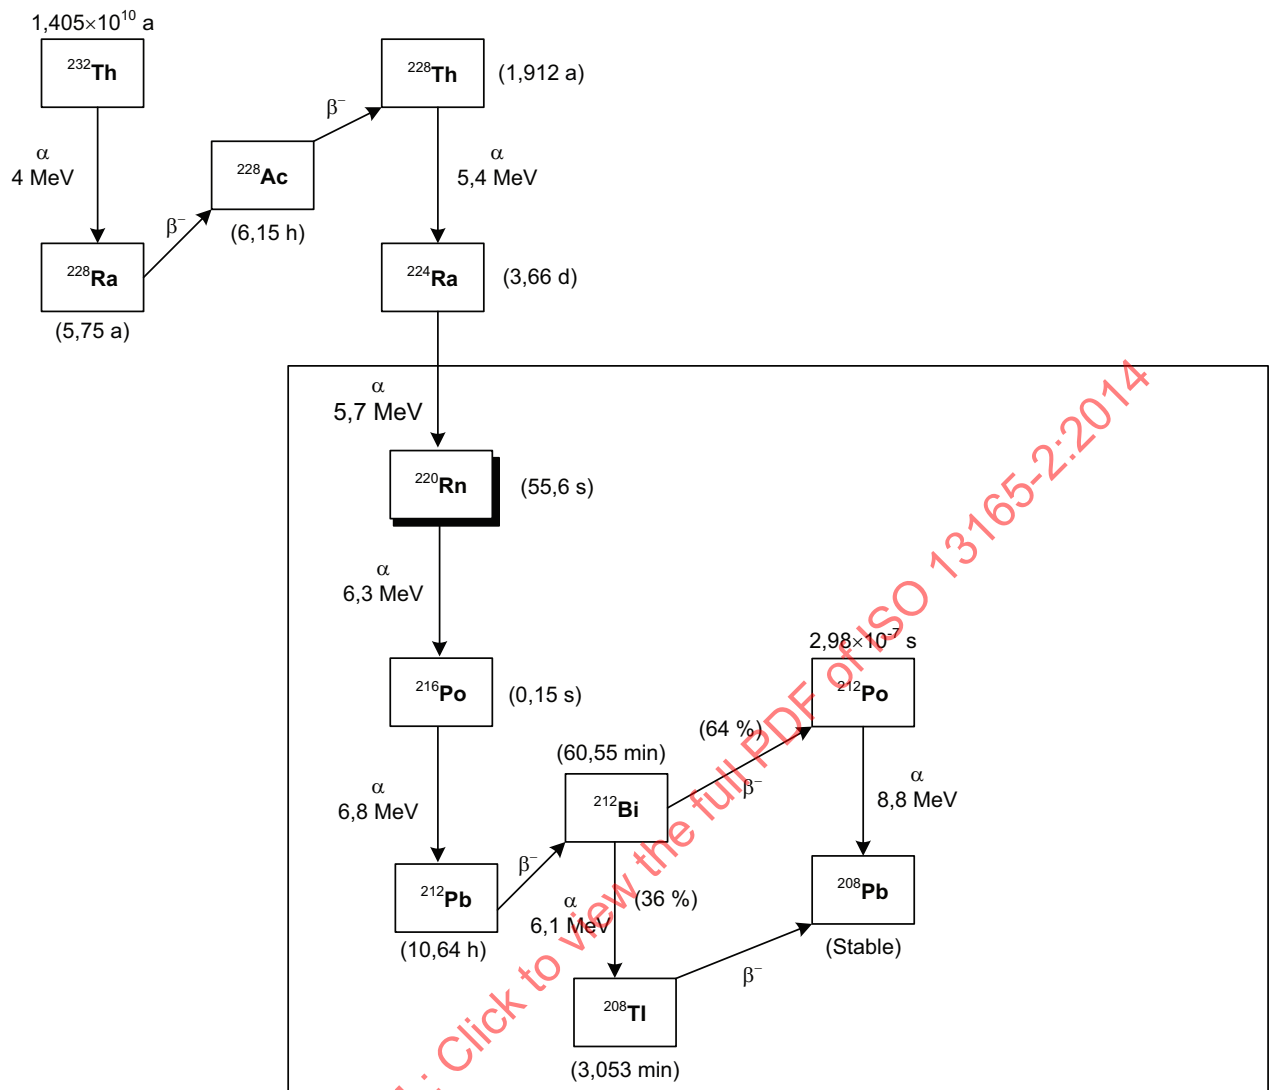 1,405×10¹⁰ a
²³²Th
²²⁸Th
(1,912 a)
β⁻
α
4 MeV
²²⁸Ac
α
5,4 MeV
β⁻
(6,15 h)
²²⁸Ra
²²⁴Ra
(3,66 d)
(5,75 a)
α
5,7 MeV
²²⁰Rn
(55,6 s)
α
6,3 MeV
2,98×10⁻⁷ s
²¹⁶Po
(0,15 s)
²¹²Po
(64 %)
(60,55 min)
β⁻
α
6,8 MeV
²¹²Bi
α
8,8 MeV
β⁻
²¹²Pb
α
6,1 MeV
(36 %)
²⁰⁸Pb
(10,64 h)
(Stable)
β⁻
²⁰⁸Tl
(3,053 min)
: Click to view the full PDF of ISO 13165-2:2014